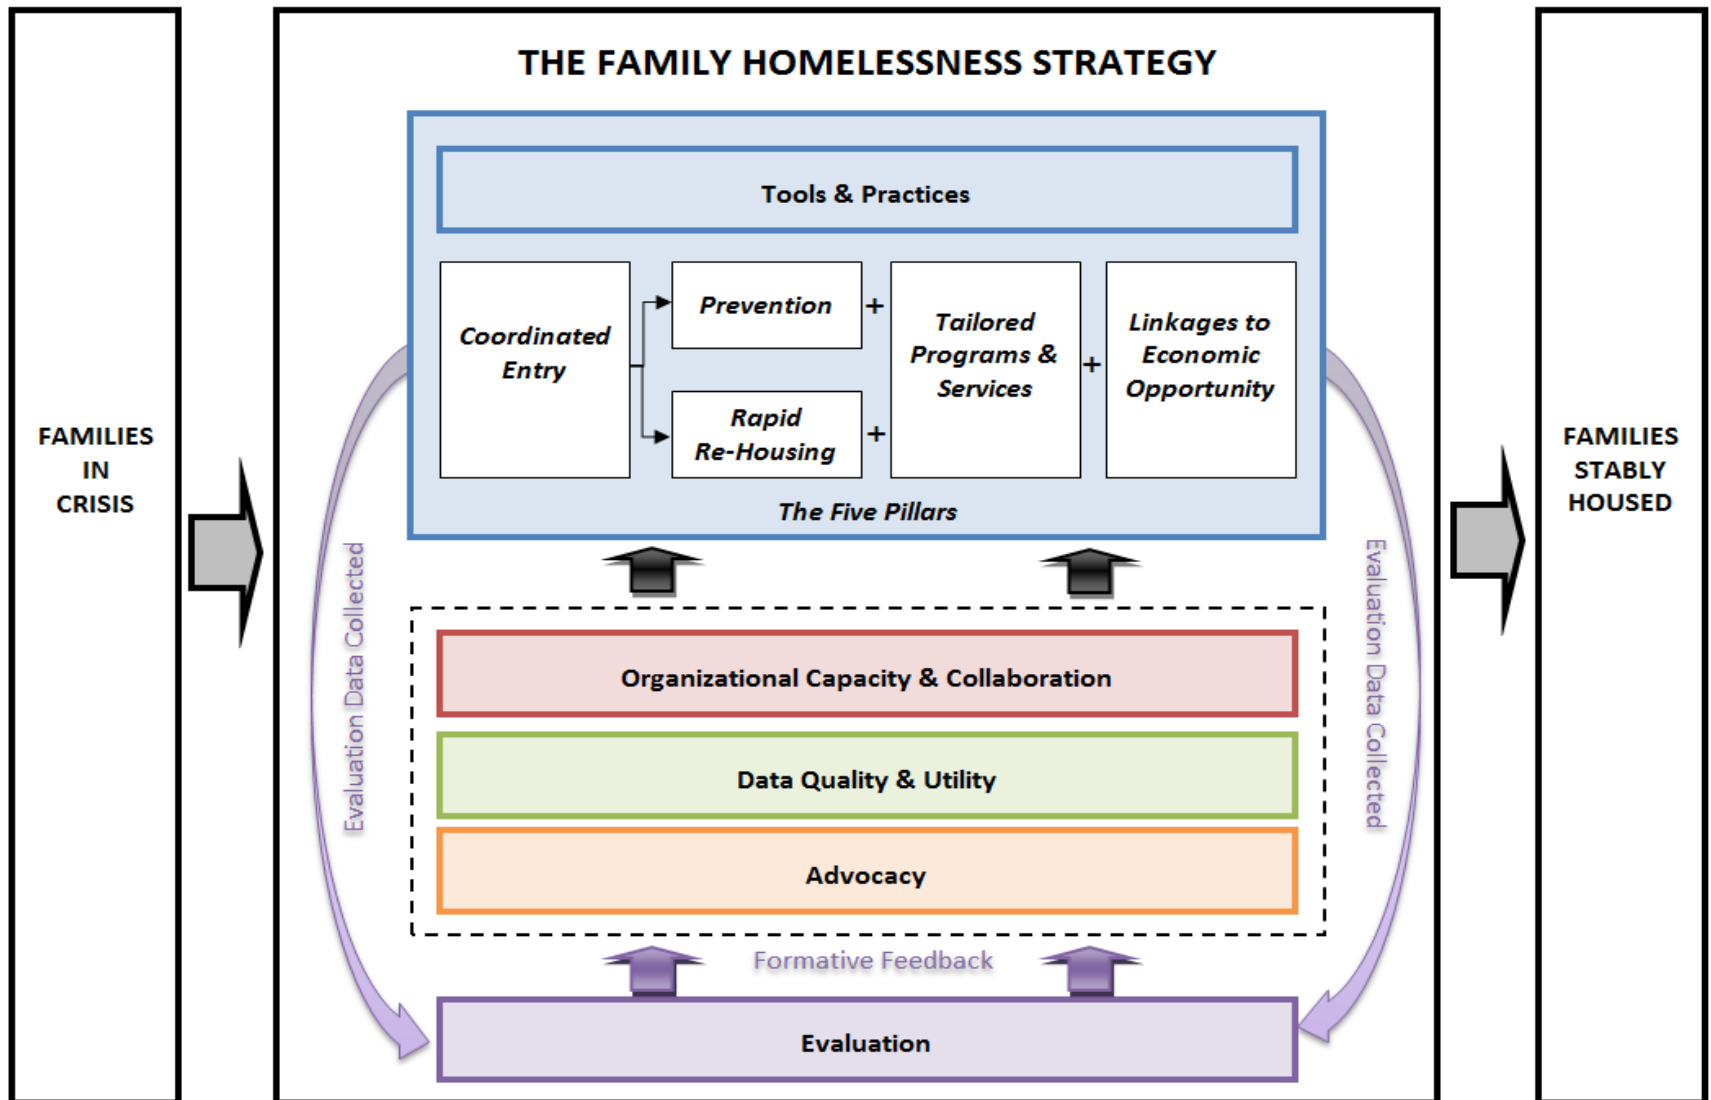 THE FAMILY HOMELESSNESS STRATEGY
FAMILIES
IN
CRISIS
Tools & Practices
Coordinated
Entry
Prevention
+
Rapid
Re-Housing
+
Tailored
Programs &
Services
+
Linkages to
Economic
Opportunity
The Five Pillars
Evaluation Data Collected
Organizational Capacity & Collaboration
Data Quality & Utility
Advocacy
Formative Feedback
Evaluation
Evaluation Data Collected
FAMILIES
STABLY
HOUSED